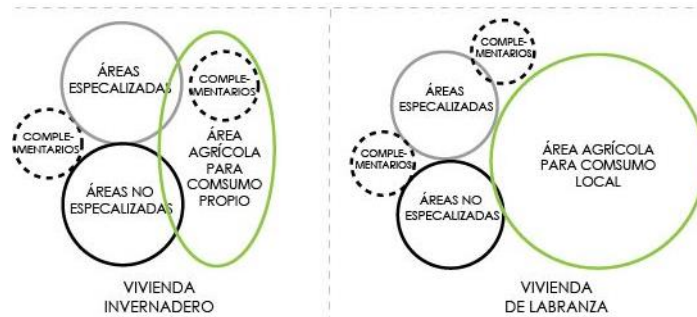 ÁREAS
ESPECALIZADAS
COMPLE-
MENTARIOS
COMPLE-
MENTARIOS
ÁREA
AGRÍCOLA
PARA
COMSUMO
PROPIO
ÁREAS NO
ESPECALIZADAS
VIVIENDA
INVERNADERO
COMPLE-
MENTARIOS
ÁREAS
ESPECALIZADAS
COMPLE-
MENTARIOS
ÁREA AGRÍCOLA
PARA COMSUMO
LOCAL
ÁREAS NO
ESPECALIZADAS
VIVIENDA
DE LABRANZA